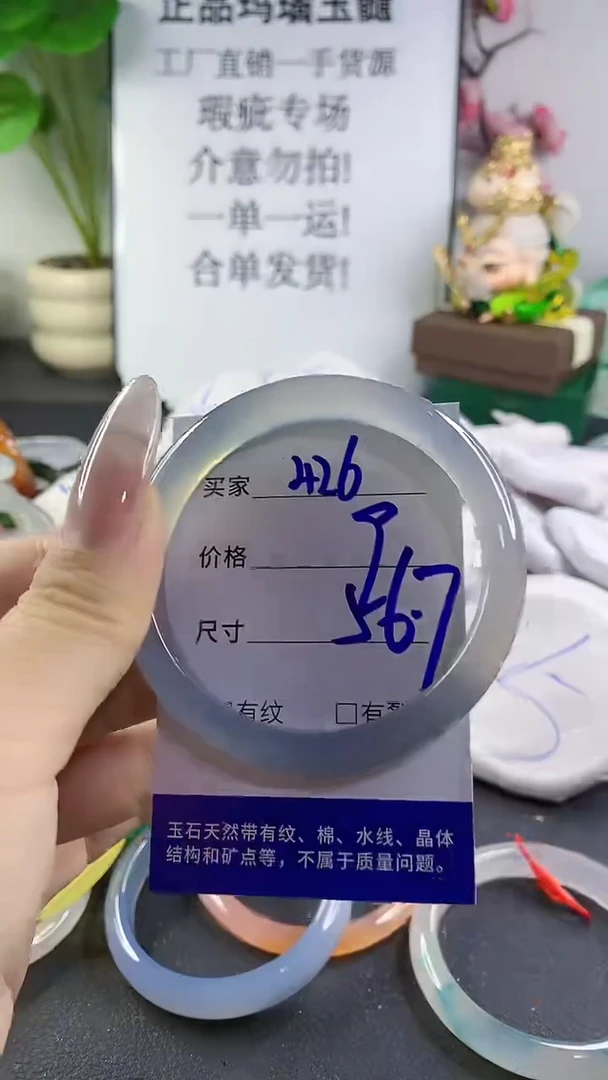 正品玛瑙玉髓
工厂直销一手货源
瑕疵专场
介意勿拍!
一单一运!
合单发货!
买家 426
价格
尺寸 56.7
有纹 □有裂
玉石天然带有纹、棉、水线、晶体
结构和矿点等，不属于质量问题。